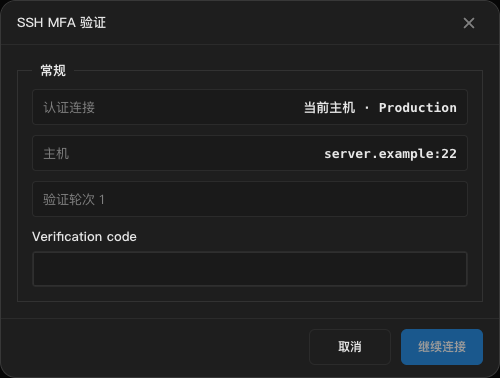 SSH MFA 验证
常规
认证连接 当前主机 · Production
主机 server.example:22
验证轮次 1
Verification code
取消 继续连接